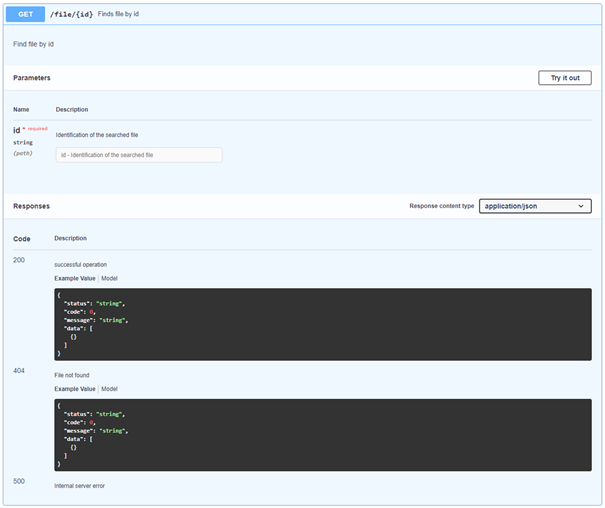 GET /file/{id} Finds file by id
Find file by id
Parameters
Try it out
Name Description
id * required
string
(path)
Identification of the searched file
id - Identification of the searched file
Responses
Response content type application/json
Code Description
200
successful operation
Example Value | Model
{
"status": "string",
"code": 0,
"message": "string",
"data": [
{}
]
}
404
File not found
Example Value | Model
{
"status": "string",
"code": 0,
"message": "string",
"data": [
{}
]
}
500
Internal server error